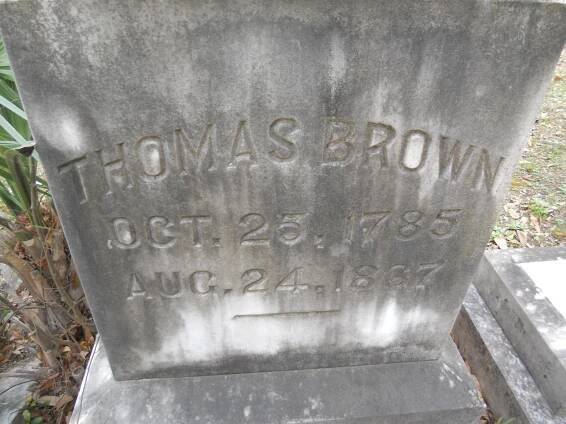 THOMAS BROWN
OCT. 25, 1785
AUG. 24, 1867